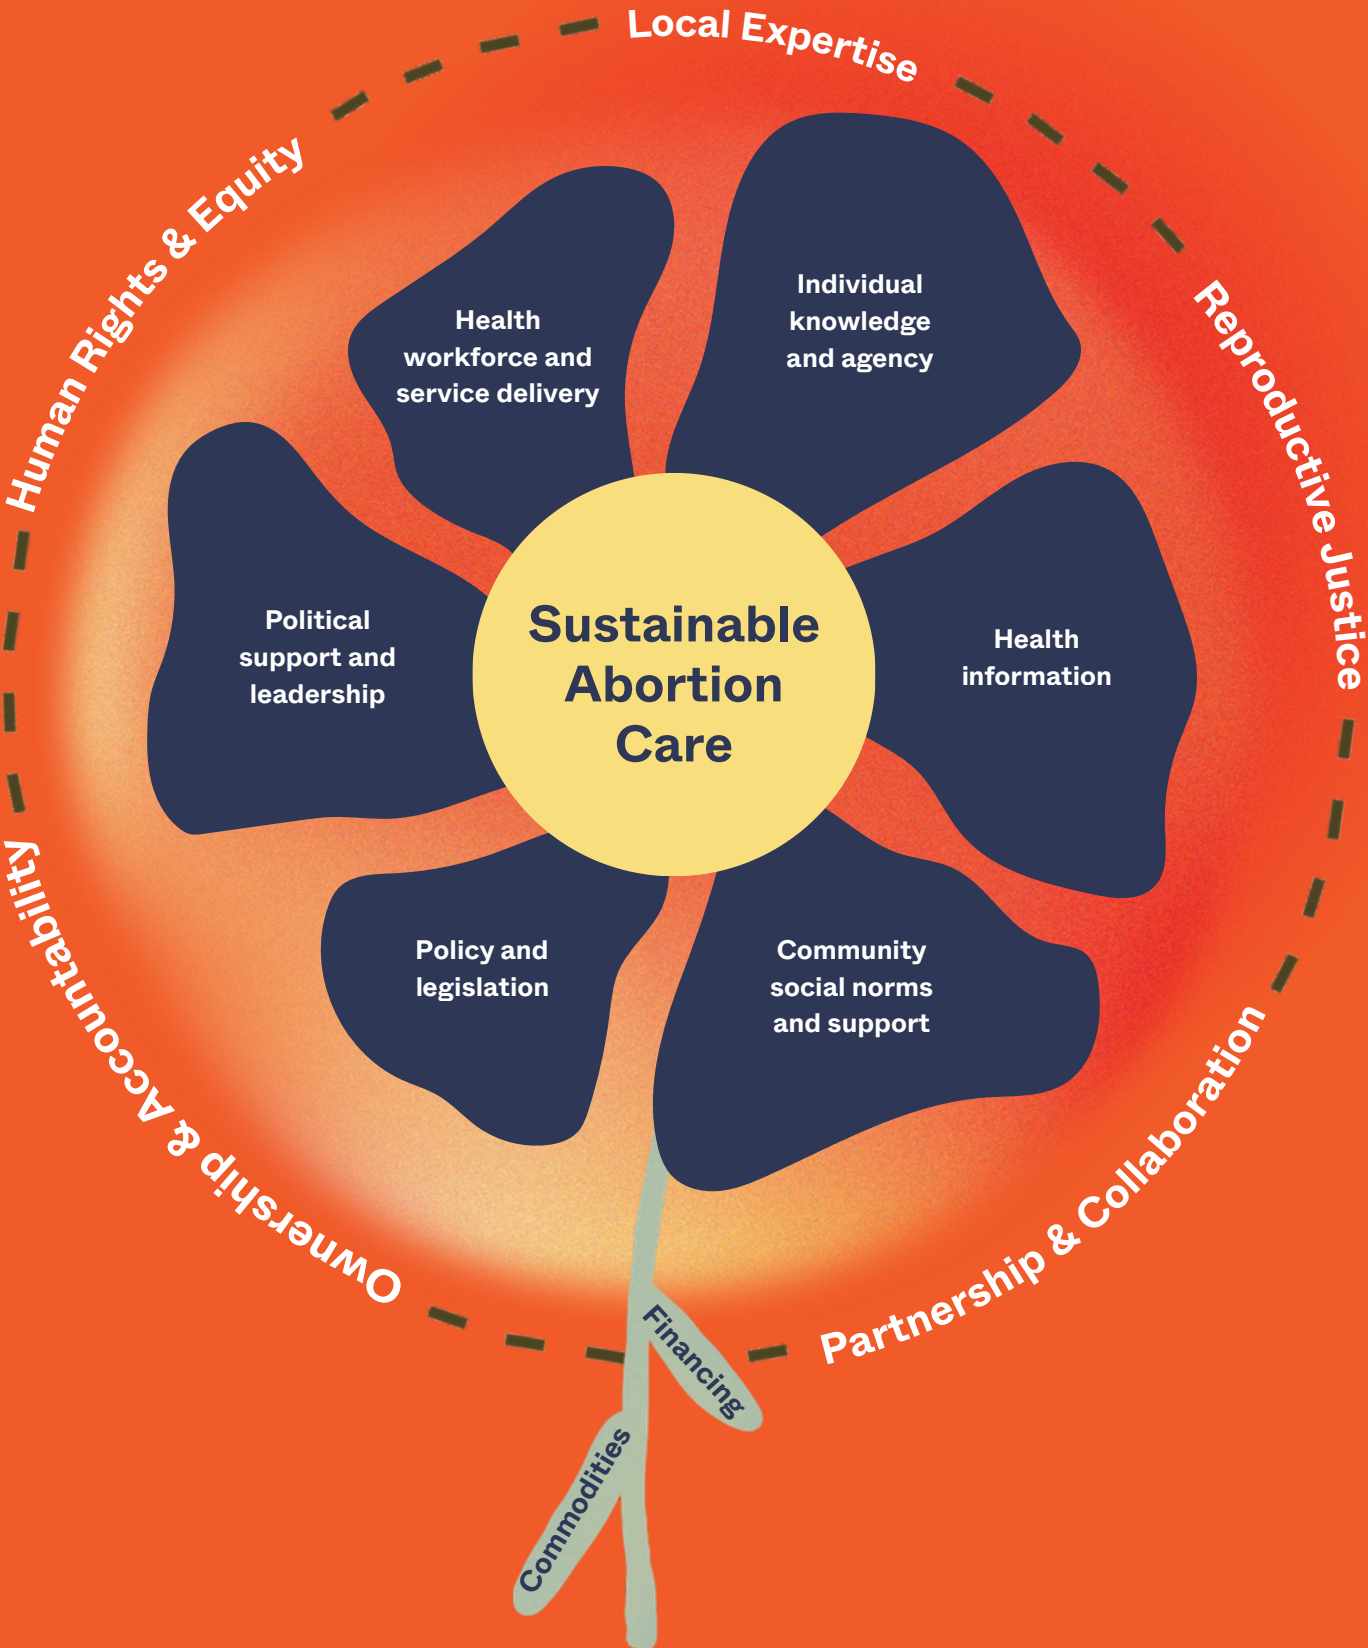 Local Expertise
Human Rights & Equity
Reproductive Justice
Individual
knowledge
and agency
Health
workforce and
service delivery
Political
support and
leadership
Sustainable
Abortion
Care
Health
information
Policy and
legislation
Community
social norms
and support
Ownership & Accountability
Partnership & Collaboration
Financing
Commodities